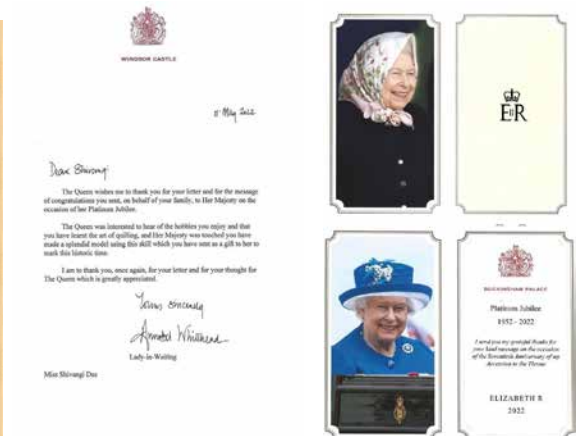 WINDSOR CASTLE
11 May 2022
Dear Shivangi
The Queen wishes me to thank you for your letter and for the message
of congratulations you sent, on behalf of your family, to Her Majesty on the
occasion of her Platinum Jubilee.
The Queen was interested to hear of the hobbies you enjoy and that
you have learnt the art of quilling, and Her Majesty was touched you have
made a splendid model using this skill which you have sent as a gift to her to
mark this historic time.
I am to thank you, once again, for your letter and for your thought for
The Queen which is greatly appreciated.
Yours sincerely
Annabel Whitehead
Lady-in-Waiting
Miss Shivangi Das
EIIR
BUCKINGHAM PALACE
Platinum Jubilee
1952 - 2022
I send you my grateful thanks for
your kind message on the occasion
of the Seventieth Anniversary of my
Accession to the Throne
ELIZABETH R
2022